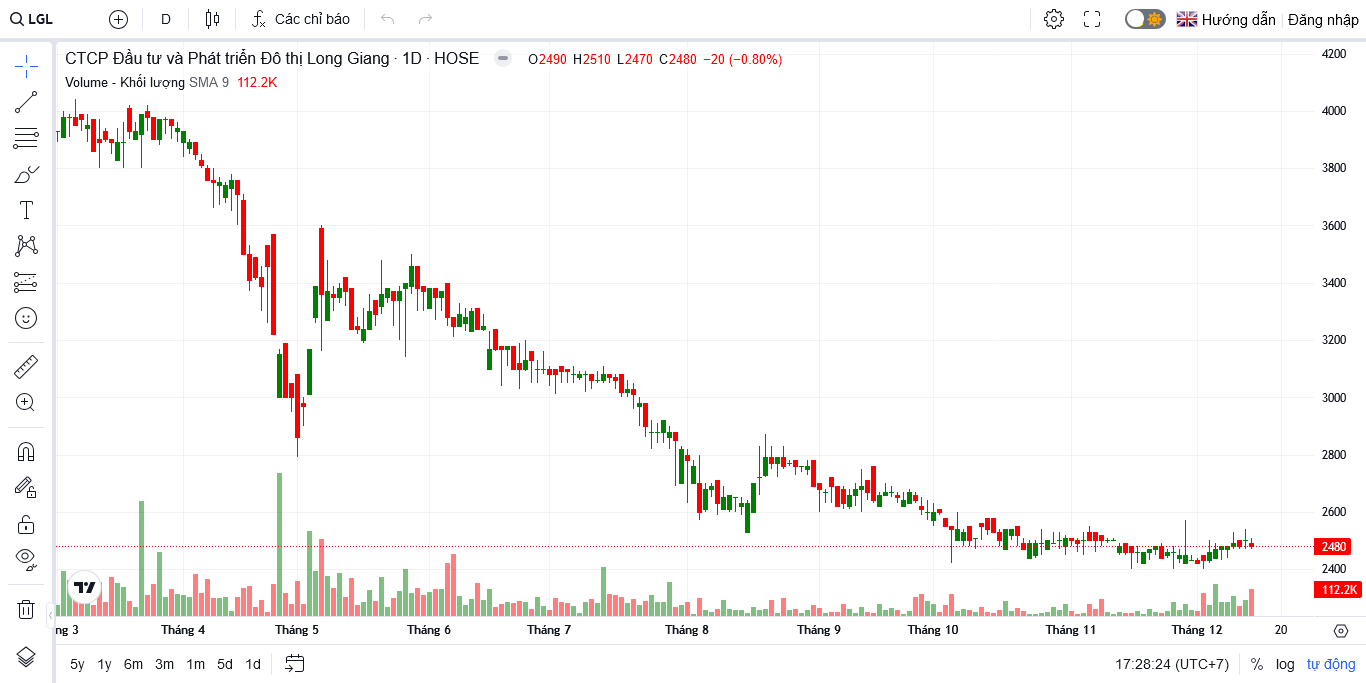 LGL D Các chỉ báo Hướng dẫn Đăng nhập
CTCP Đầu tư và Phát triển Đô thị Long Giang · 1D · HOSE O2490 H2510 L2470 C2480 −20 (−0.80%)
Volume - Khối lượng SMA 9 112.2K
4200
4000
3800
3600
3400
3200
3000
2800
2600
2480
2400
112.2K
ng 3 Tháng 4 Tháng 5 Tháng 6 Tháng 7 Tháng 8 Tháng 9 Tháng 10 Tháng 11 Tháng 12 20
5y 1y 6m 3m 1m 5d 1d 17:28:24 (UTC+7) % log tự động